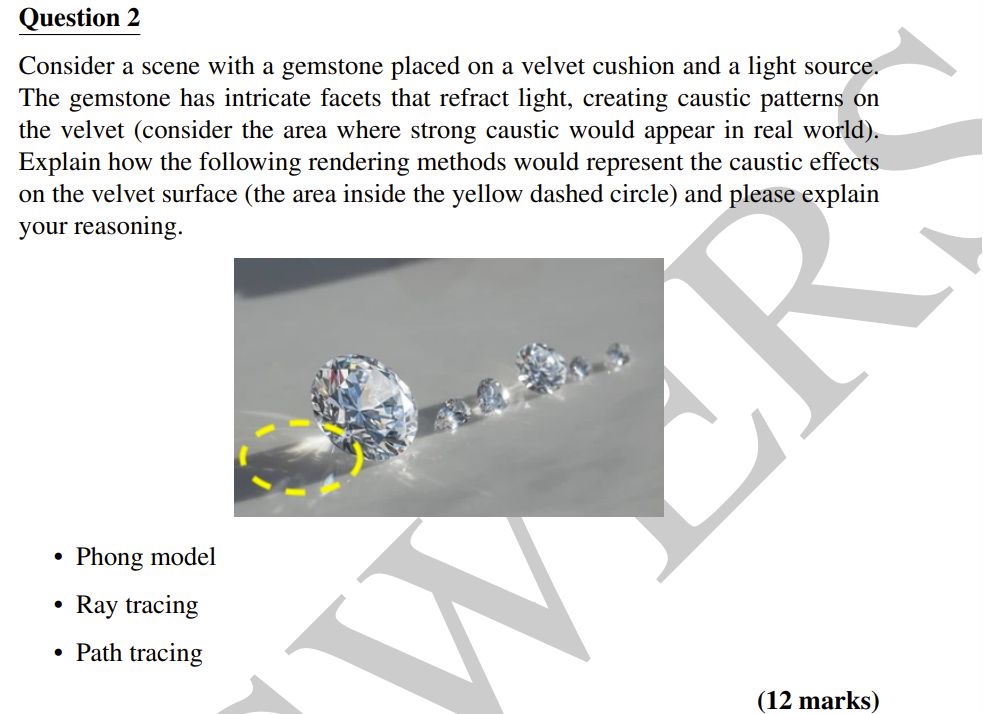 Question 2
Consider a scene with a gemstone placed on a velvet cushion and a light source.
The gemstone has intricate facets that refract light, creating caustic patterns on
the velvet (consider the area where strong caustic would appear in real world).
Explain how the following rendering methods would represent the caustic effects
on the velvet surface (the area inside the yellow dashed circle) and please explain
your reasoning.
• Phong model
• Ray tracing
• Path tracing
(12 marks)